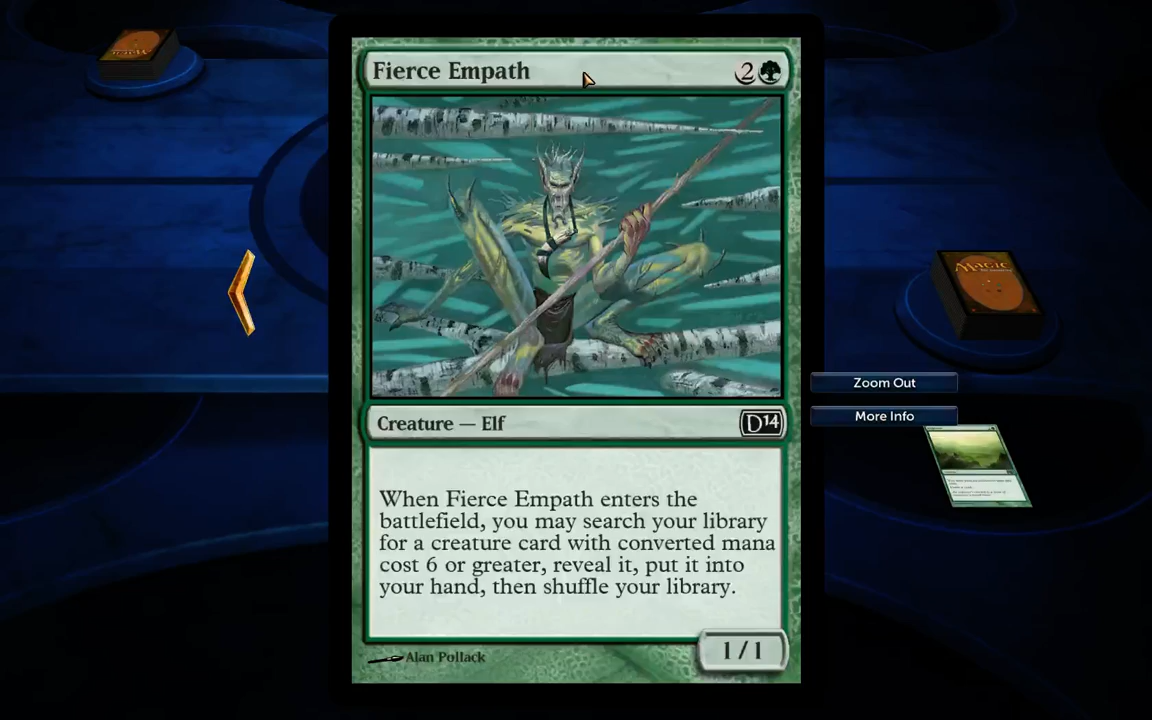 Fierce Empath
2
Creature — Elf
D14
When Fierce Empath enters the
battlefield, you may search your library
for a creature card with converted mana
cost 6 or greater, reveal it, put it into
your hand, then shuffle your library.
Alan Pollack
1/1
MAGIC
Zoom Out
More Info